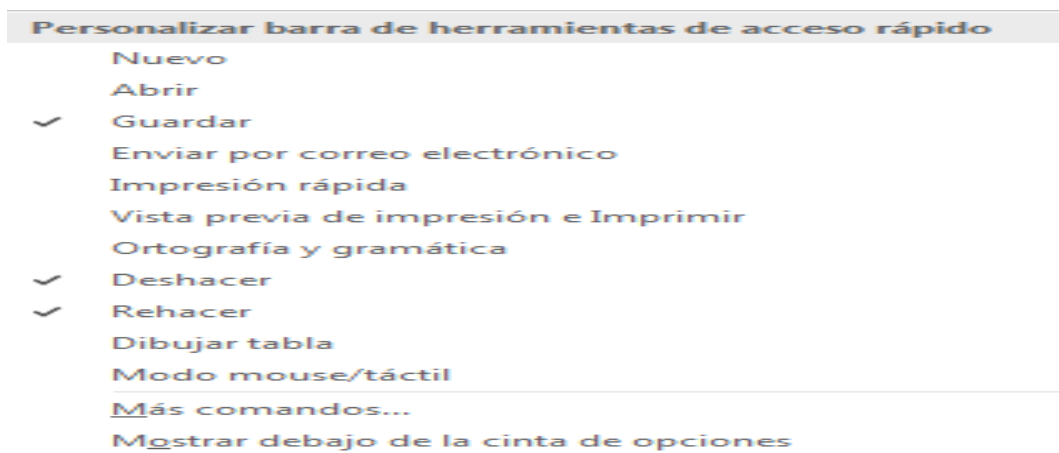 Personalizar barra de herramientas de acceso rápido
Nuevo
Abrir
Guardar
Enviar por correo electrónico
Impresión rápida
Vista previa de impresión e Imprimir
Ortografía y gramática
Deshacer
Rehacer
Dibujar tabla
Modo mouse/táctil
Más comandos...
Mostrar debajo de la cinta de opciones